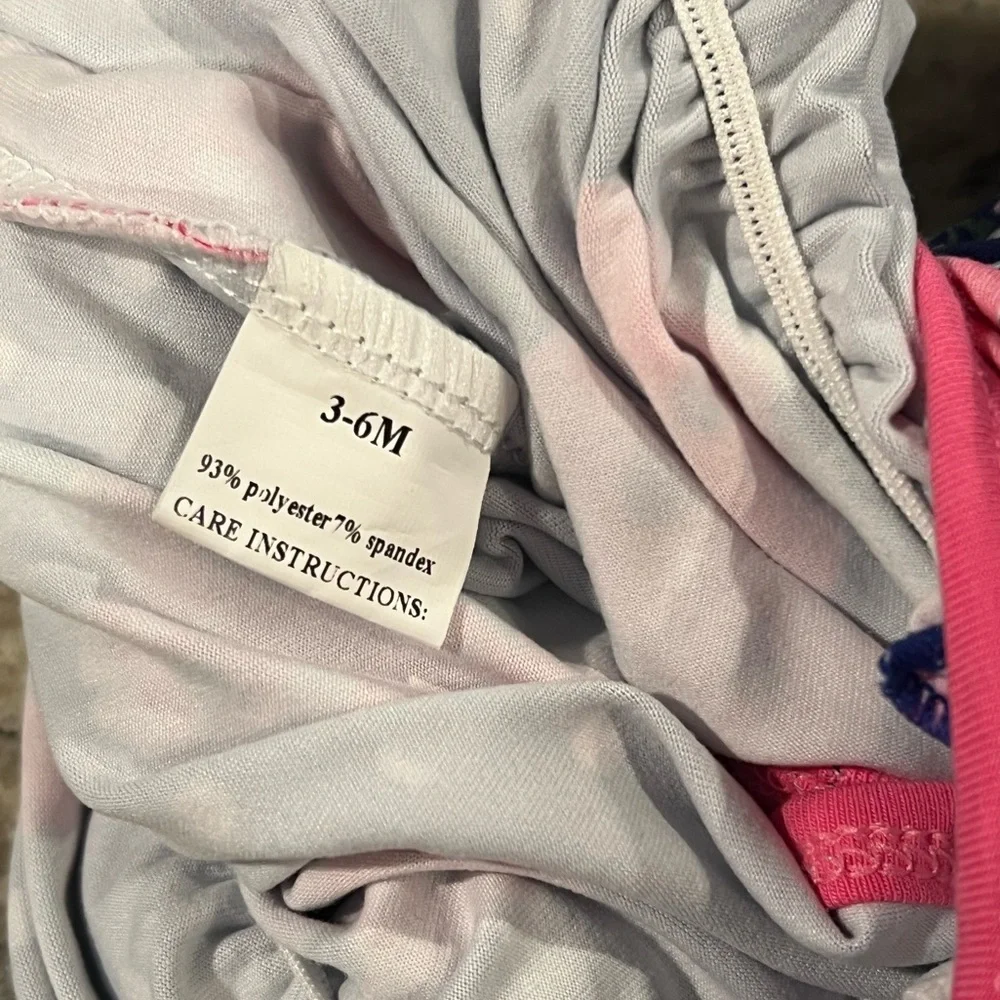 3-6M
93% polyester7% spandex
CARE INSTRUCTIONS: